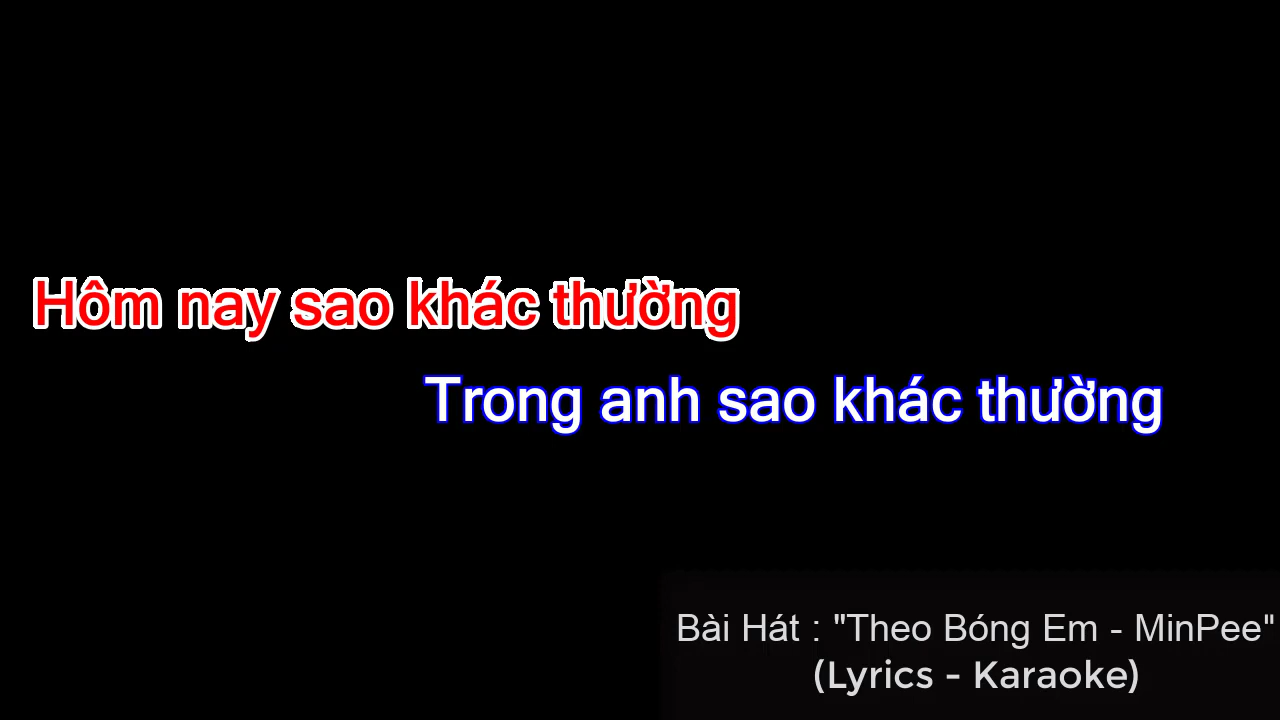 Hôm nay sao khác thường
Trong anh sao khác thường
Bài Hát : "Theo Bóng Em - MinPee"
(Lyrics - Karaoke)